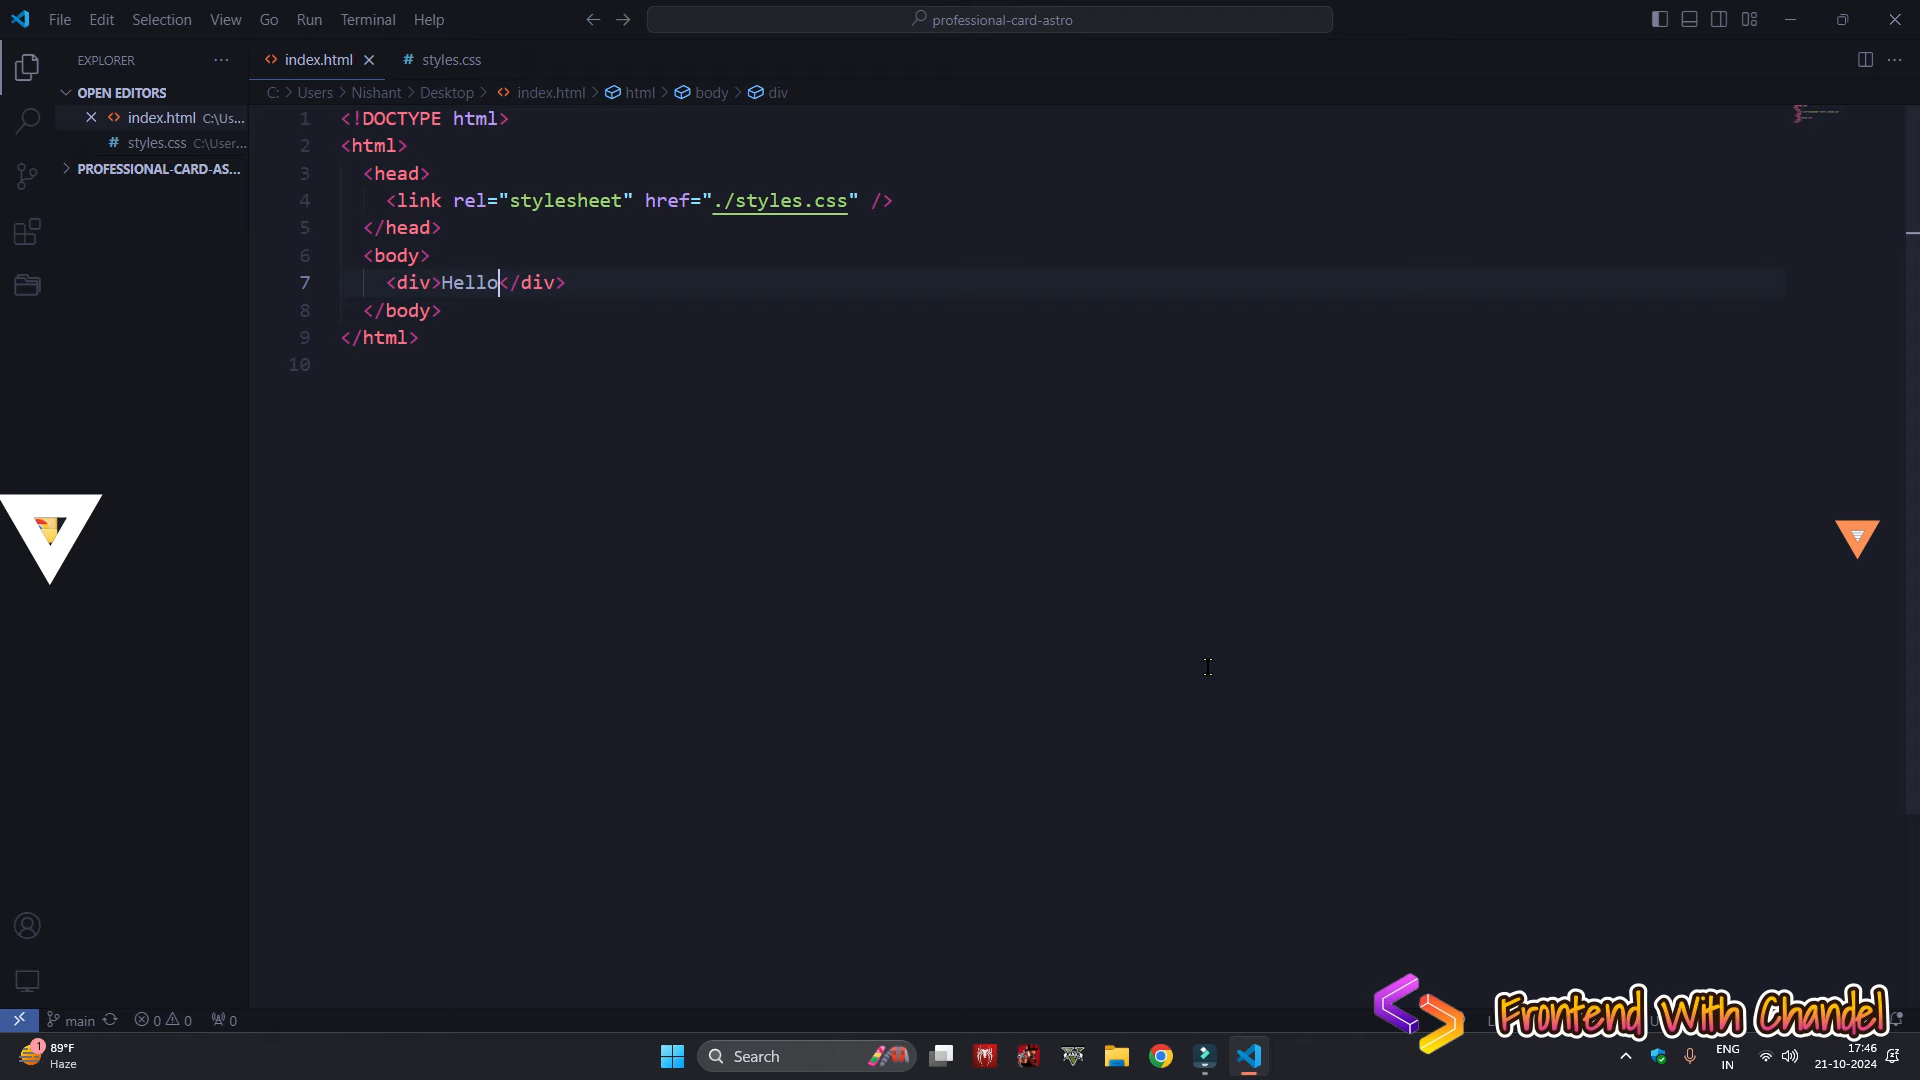 File Edit Selection View Go Run Terminal Help
professional-card-astro
EXPLORER
index.html
styles.css
OPEN EDITORS
C: > Users > Nishant > Desktop > index.html > html > body > div
index.html C:\Us...
styles.css C:\User...
PROFESSIONAL-CARD-AS...
1 <!DOCTYPE html>
2 <html>
3 <head>
4 <link rel="stylesheet" href="./styles.css" />
5 </head>
6 <body>
7 <div>Hello</div>
8 </body>
9 </html>
10
main 0 0 0
Frontend With Chandel
1
89°F
Haze
Search
ENG
IN
17:46
21-10-2024